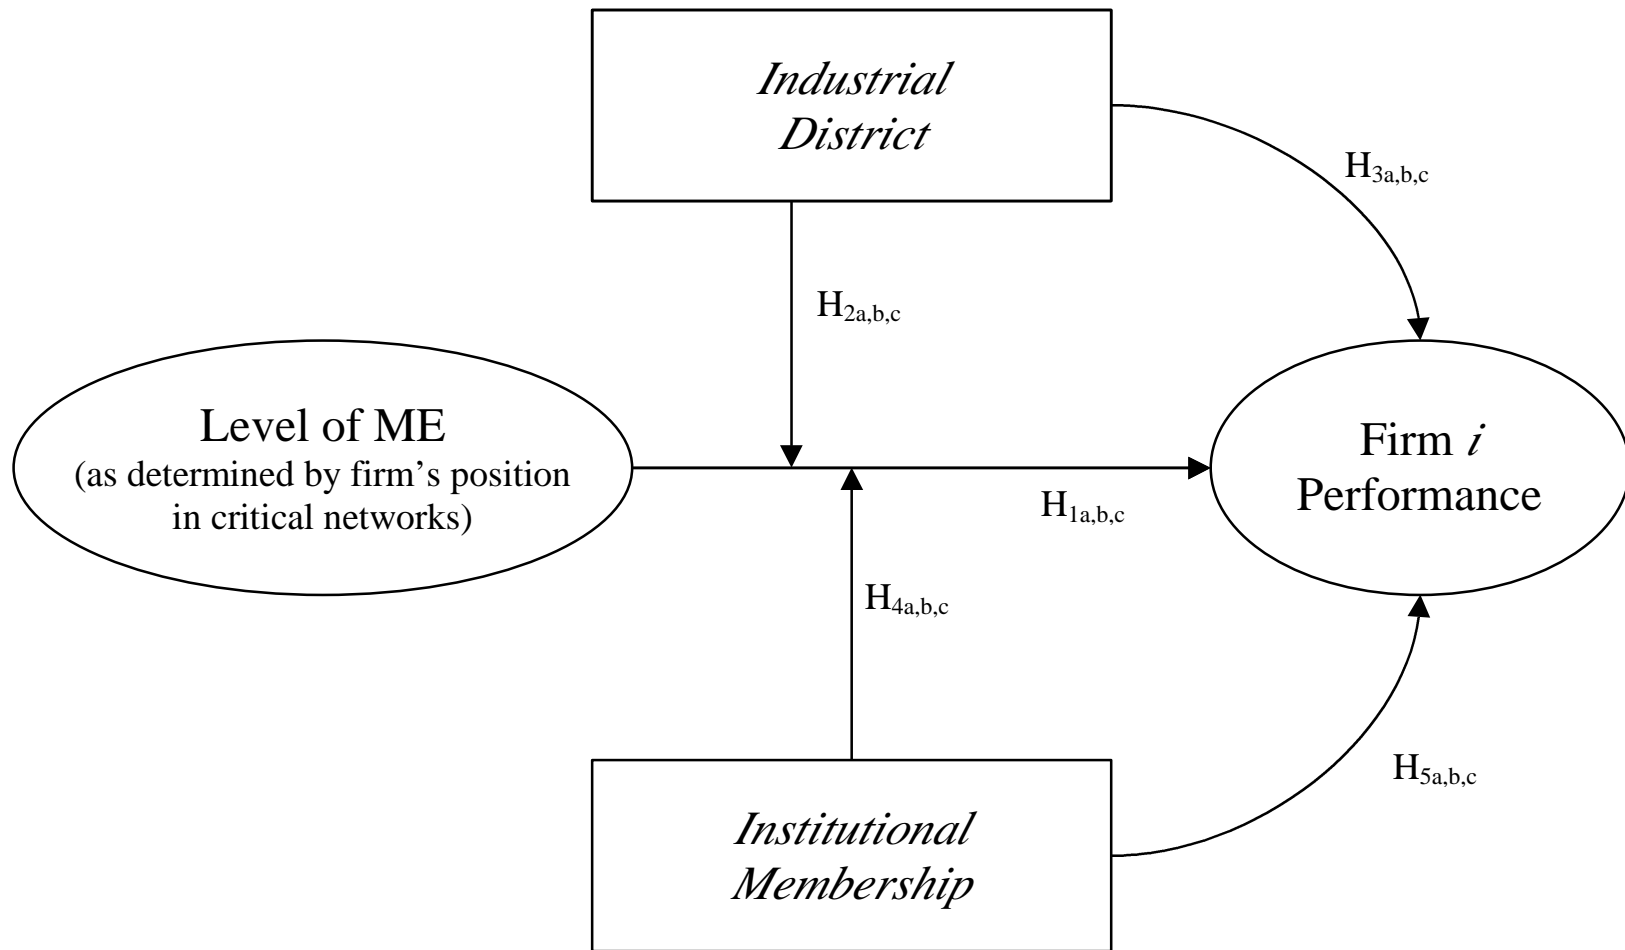 Industrial
District
H3a,b,c
H2a,b,c
Level of ME
(as determined by firm's position
in critical networks)
Firm i
Performance
H1a,b,c
H4a,b,c
H5a,b,c
Institutional
Membership